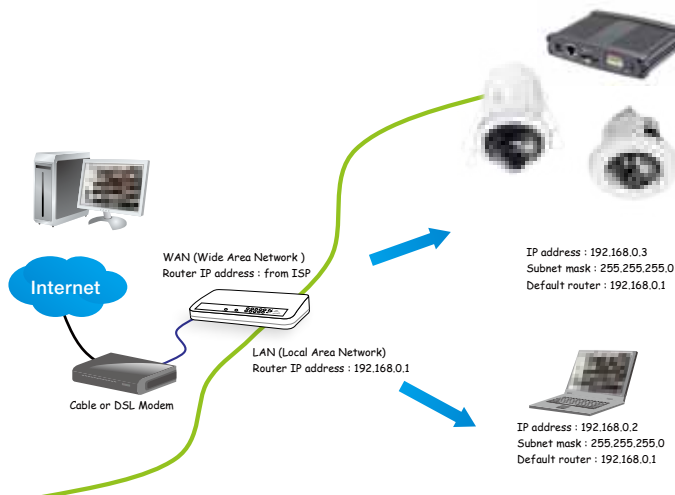 WAN (Wide Area Network )
Router IP address : from ISP
Internet
LAN (Local Area Network)
Router IP address : 192,168,0,1
Cable or DSL Modem
IP address : 192,168,0,3
Subnet mask : 255,255,255,0
Default router : 192,168,0,1
IP address : 192,168,0,2
Subnet mask : 255,255,255,0
Default router : 192,168,0,1